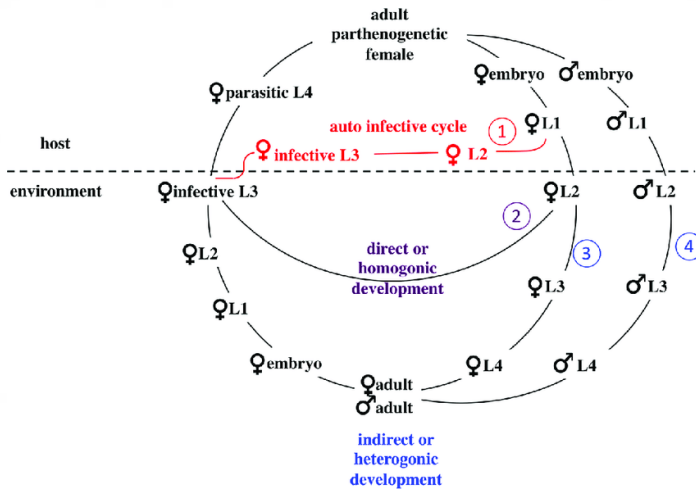 adult
parthenogenetic
female
♀embryo
♂embryo
♀parasitic L4
auto infective cycle
1
♀L1
♂L1
host
♀ infective L3
♀ L2
environment
♀infective L3
♀L2
♂L2
2
3
4
direct or
homogonic
development
♀L2
♀L3
♂L3
♀L1
♀embryo
♀L4
♂L4
♀adult
♂adult
indirect or
heterogonic
development